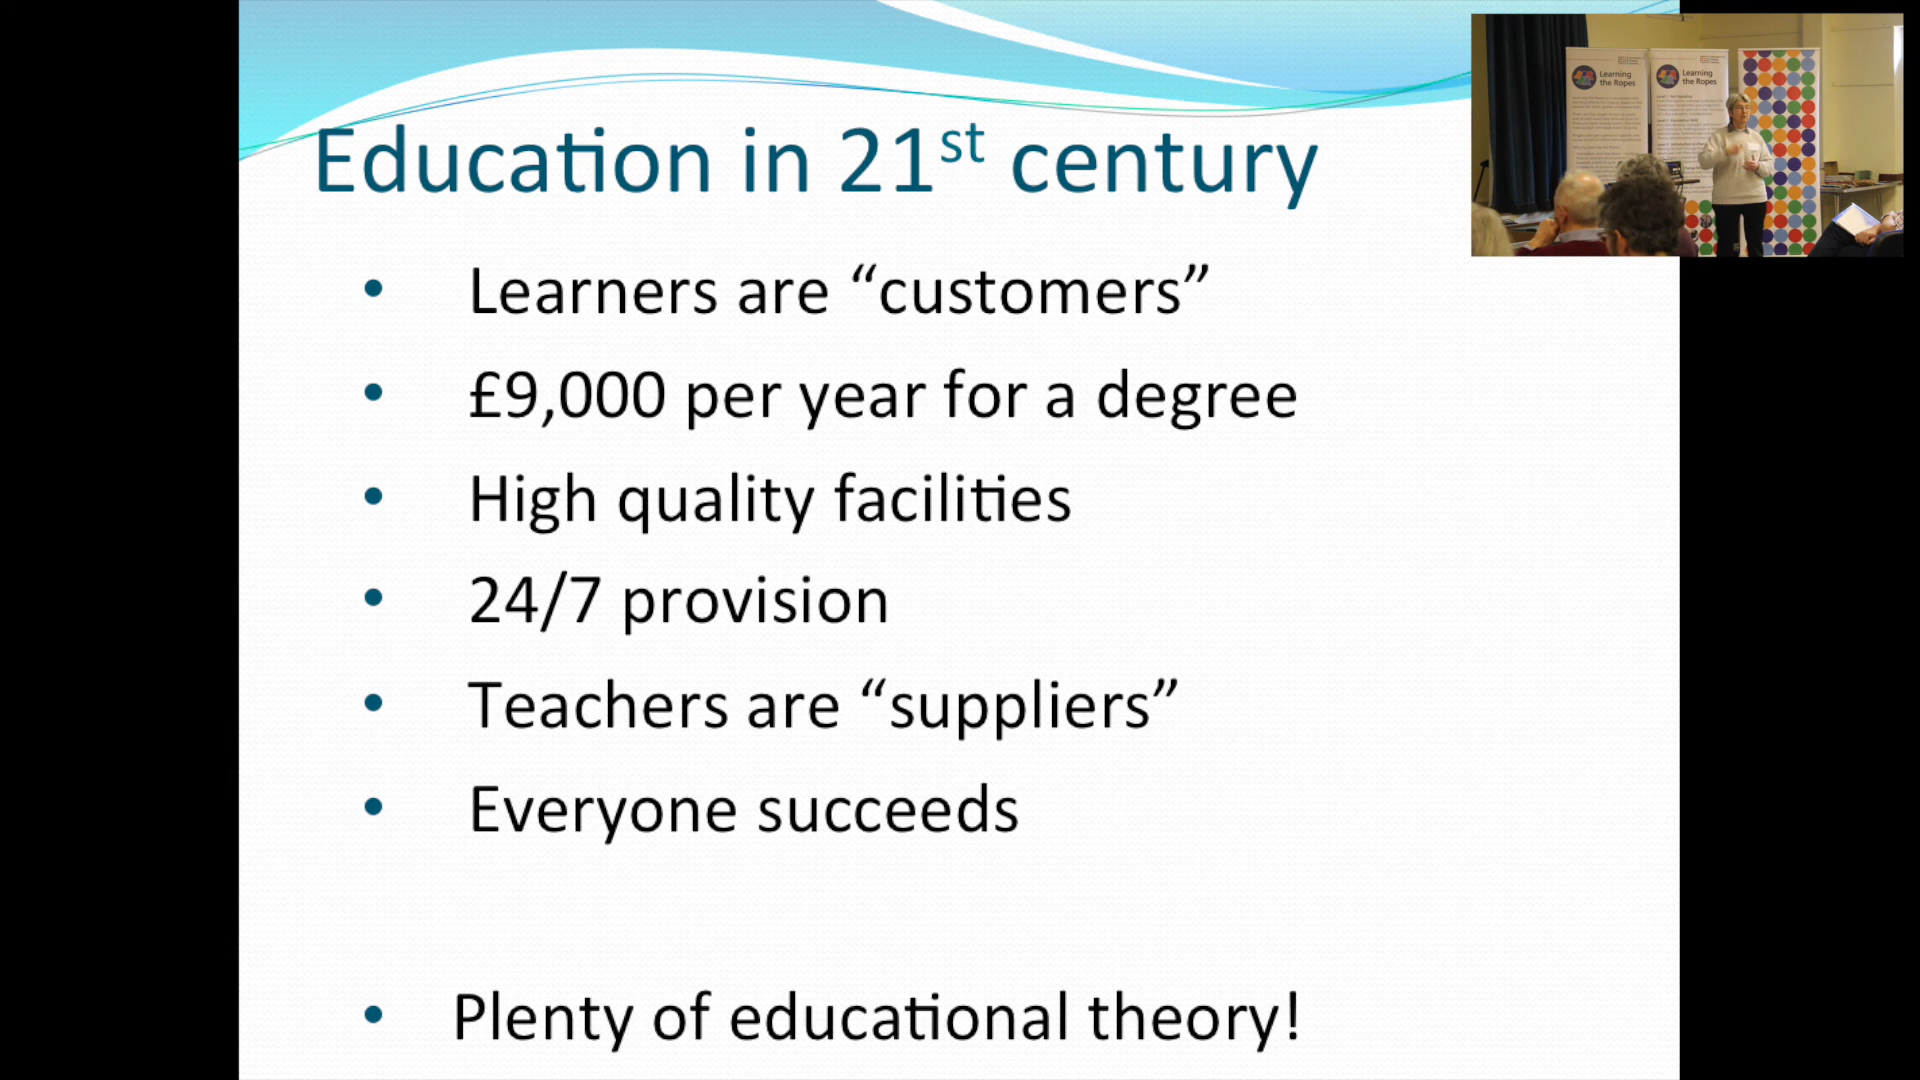 Education in 21st century
• Learners are “customers”
• £9,000 per year for a degree
• High quality facilities
• 24/7 provision
• Teachers are “suppliers”
• Everyone succeeds
• Plenty of educational theory!
Learning
the Ropes
Learning
the Ropes